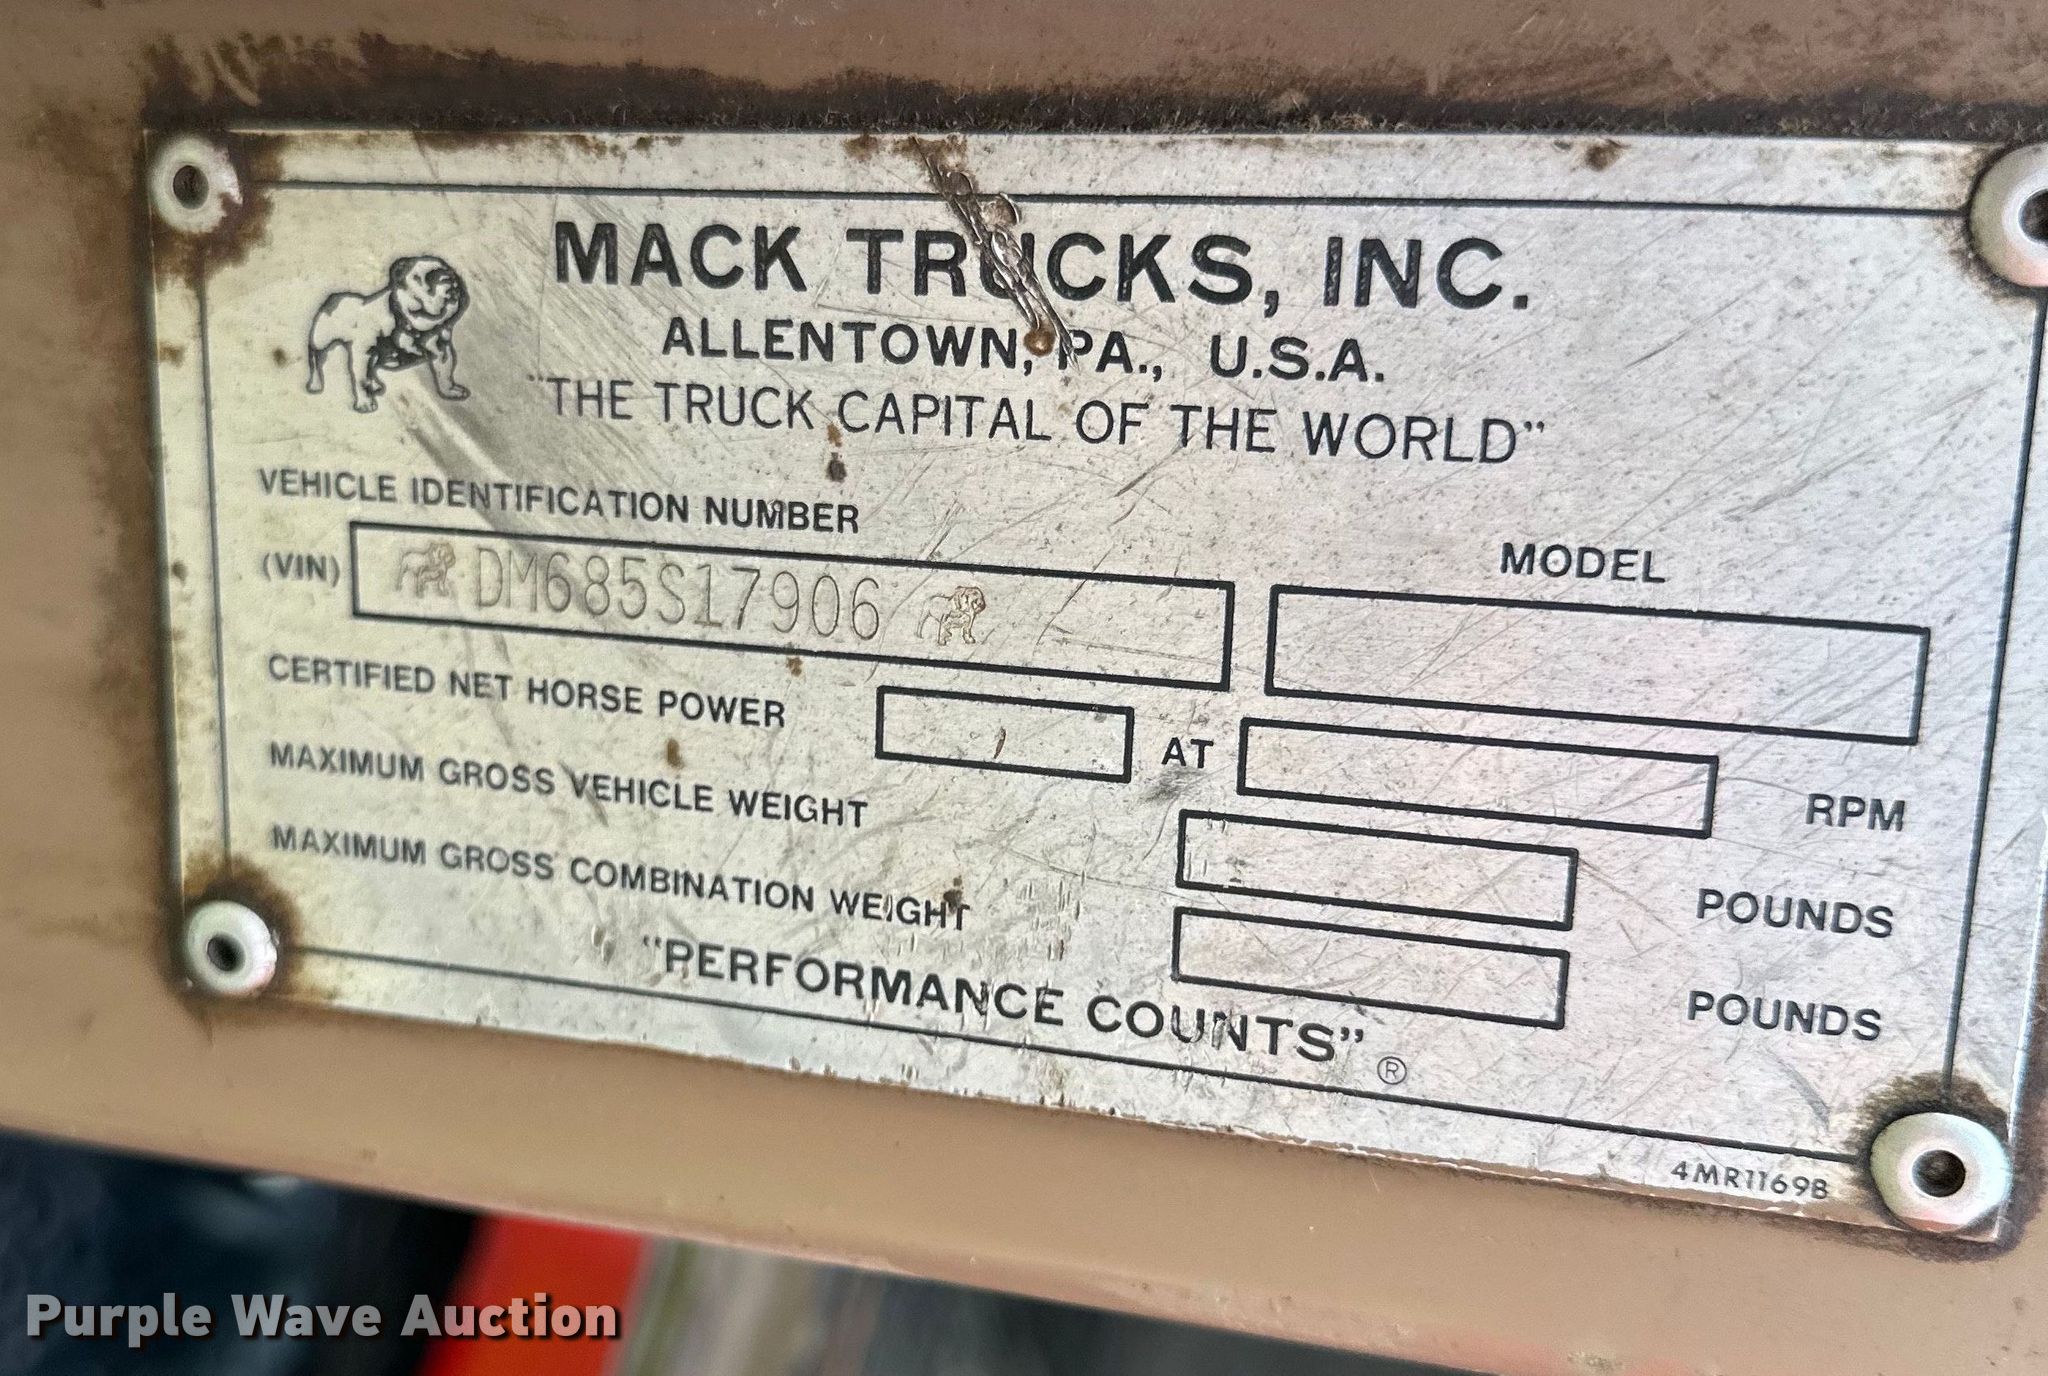 MACK TRUCKS, INC.
ALLENTOWN, PA., U.S.A.
"THE TRUCK CAPITAL OF THE WORLD"
VEHICLE IDENTIFICATION NUMBER
(VIN) DM685S17906
MODEL
CERTIFIED NET HORSE POWER AT RPM
MAXIMUM GROSS VEHICLE WEIGHT POUNDS
MAXIMUM GROSS COMBINATION WEIGHT POUNDS
"PERFORMANCE COUNTS" ®
4MR1169B
Purple Wave Auction